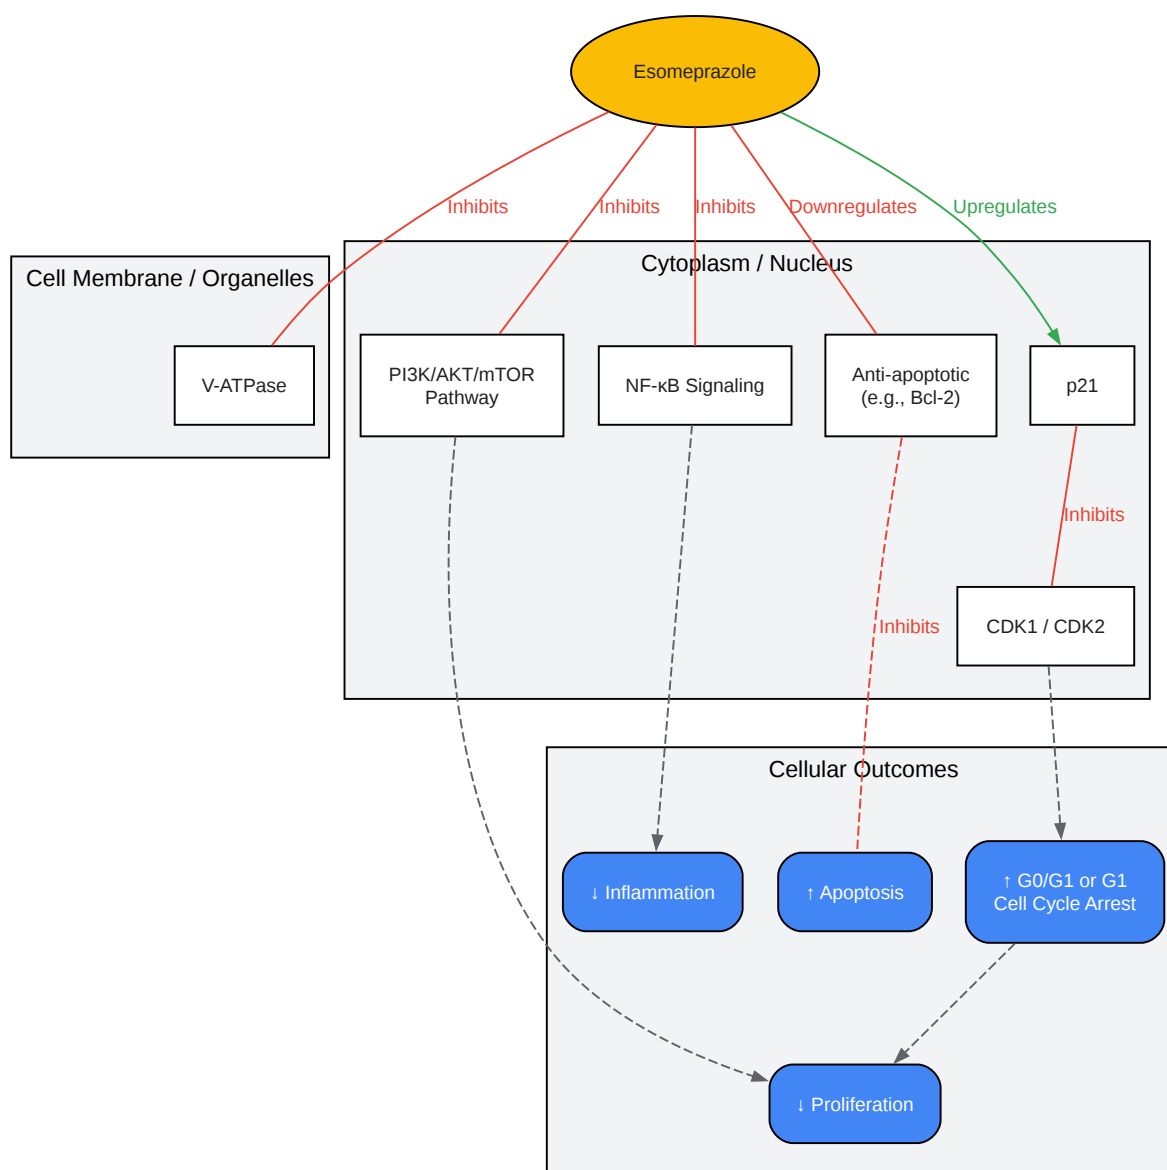 Esomeprazole
Inhibits
Inhibits
Inhibits
Downregulates
Upregulates
Cell Membrane / Organelles
Cytoplasm / Nucleus
V-ATPase
PI3K/AKT/mTOR
Pathway
NF-κB Signaling
Anti-apoptotic
(e.g., Bcl-2)
p21
Inhibits
Inhibits
CDK1 / CDK2
Cellular Outcomes
↓ Inflammation
↑ Apoptosis
↑ G0/G1 or G1
Cell Cycle Arrest
↓ Proliferation